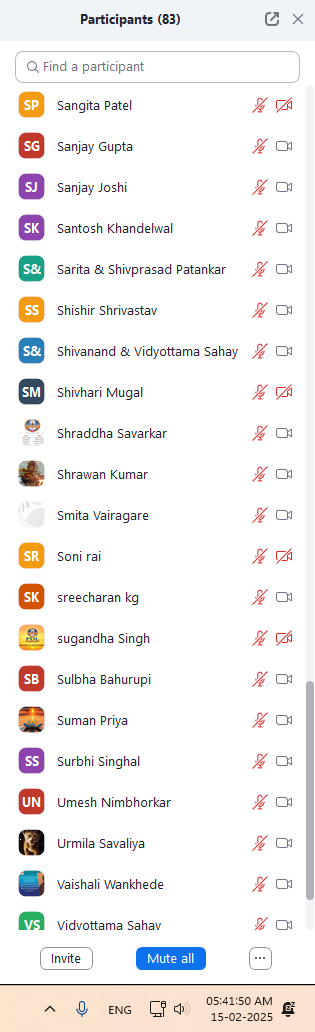 Participants (83)
Find a participant
SP Sangita Patel
SG Sanjay Gupta
SJ Sanjay Joshi
SK Santosh Khandelwal
S& Sarita & Shivprasad Patankar
SS Shishir Shrivastav
S& Shivanand & Vidyottama Sahay
SM Shivhari Mugal
Shraddha Savarkar
Shrawan Kumar
Smita Vairagare
SR Soni rai
SK sreecharan kg
sugandha Singh
SB Sulbha Bahurupi
Suman Priya
SS Surbhi Singhal
UN Umesh Nimbhorkar
Urmila Savaliya
Vaishali Wankhede
VS Vidyottama Sahay
Invite Mute all ...
ENG 05:41:50 AM
15-02-2025